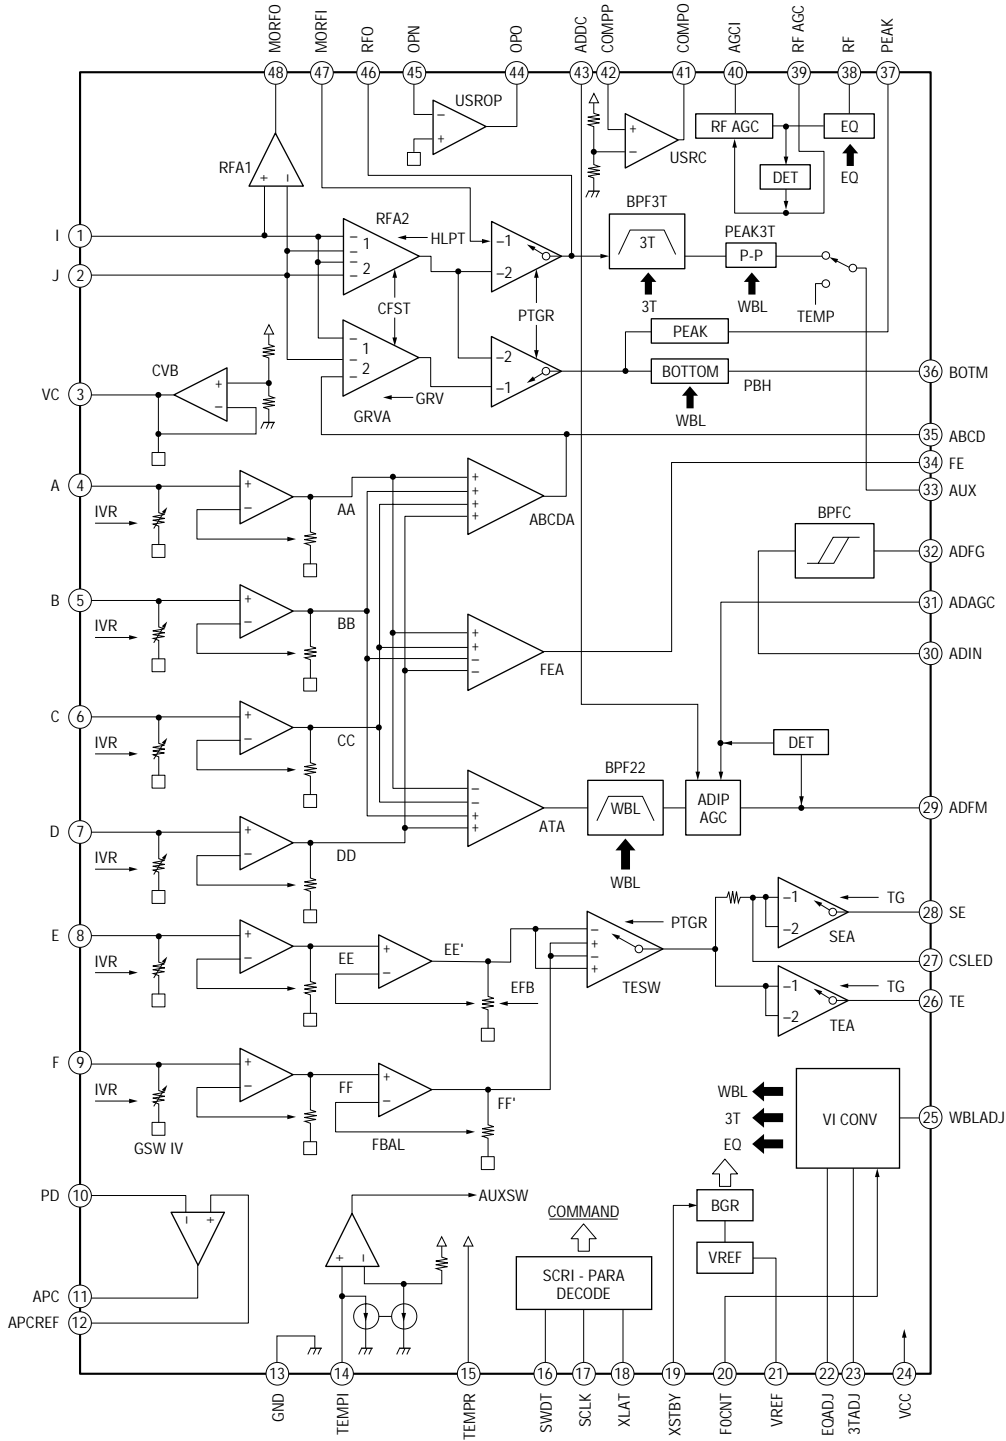 MORFO MORFI RFO OPN OPO ADDC COMPP COMPO AGCI RF AGC RF PEAK
48 47 46 45 44 43 42 41 40 39 38 37
USROP
− +
+ −
USRC
RF AGC
EQ
DET
EQ
RFA1
+ −
I 1
J 2
RFA2
HLPT
−1
−
−
−2
−1
−2
BPF3T
3T
3T
PEAK3T
P-P
WBL
TEMP
CFST
PTGR
PEAK
−
−1
−
−2
GRV
GRVA
−2
−1
BOTTOM
PBH
WBL
36 BOTM
CVB
+
−
VC 3
35 ABCD
34 FE
33 AUX
A 4
IVR
+
−
AA
+
+
+
+
ABCDA
BPFC
32 ADFG
31 ADAGC
30 ADIN
B 5
IVR
+
−
BB
+
+
−
−
FEA
C 6
IVR
+
−
CC
DET
BPF22
WBL
WBL
ADIP
AGC
29 ADFM
−
−
+
+
ATA
D 7
IVR
+
−
DD
E 8
IVR
+
−
EE
+
−
EE'
EFB
−
+
−
+
PTGR
TESW
−1
−2
TG
SEA
28 SE
27 CSLED
−1
−2
TG
TEA
26 TE
F 9
IVR
GSW IV
+
−
FF
+
−
FBAL
FF'
WBL
3T
EQ
VI CONV
25 WBLADJ
PD 10
− +
APC 11
APCREF 12
AUXSW
+ −
COMMAND
SCRI - PARA
DECODE
BGR
VREF
13 14 15 16 17 18 19 20 21 22 23 24
GND TEMPI TEMPR SWDT SCLK XLAT XSTBY F0CNT VREF EQADJ 3TADJ VCC